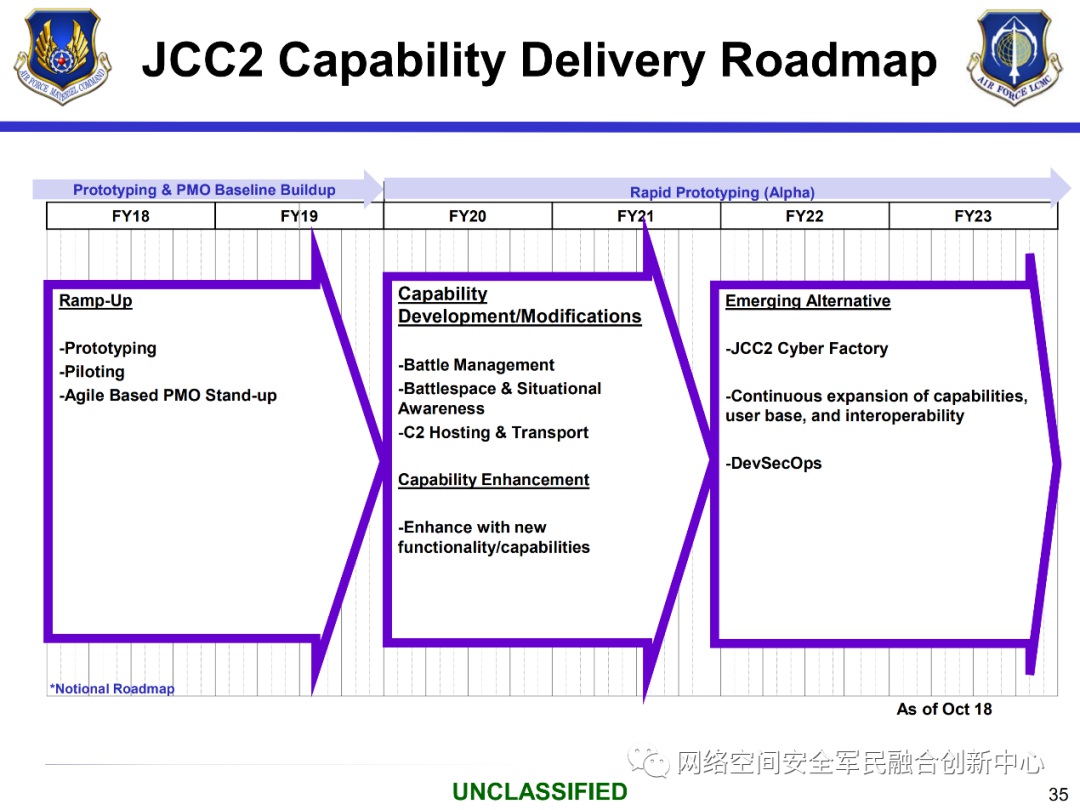 JCC2 Capability Delivery Roadmap
AIR FORCE MATERIEL COMMAND
AIR FORCE LCMC
Prototyping & PMO Baseline Buildup
Rapid Prototyping (Alpha)
FY18
FY19
FY20
FY21
FY22
FY23
Ramp-Up
-Prototyping
-Piloting
-Agile Based PMO Stand-up
Capability
Development/Modifications
-Battle Management
-Battlespace & Situational
Awareness
-C2 Hosting & Transport
Capability Enhancement
-Enhance with new
functionality/capabilities
Emerging Alternative
-JCC2 Cyber Factory
-Continuous expansion of capabilities,
user base, and interoperability
-DevSecOps
*Notional Roadmap
As of Oct 18
网络空间安全军民融合创新中心
UNCLASSIFIED
35